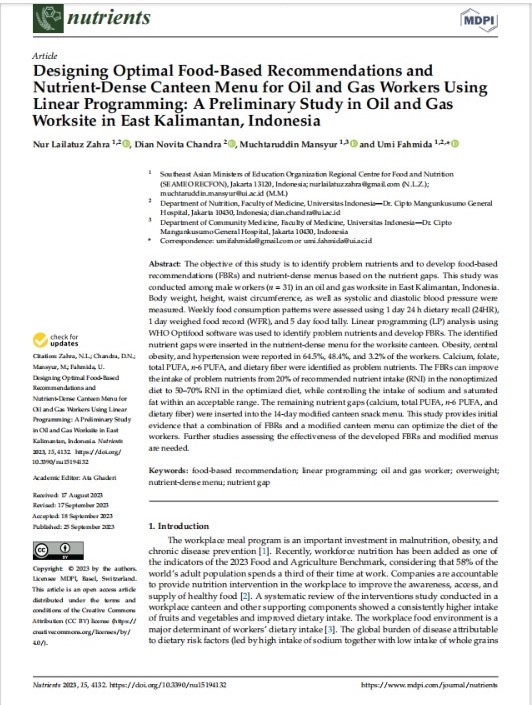 nutrients
MDPI
Article
Designing Optimal Food-Based Recommendations and
Nutrient-Dense Canteen Menu for Oil and Gas Workers Using
Linear Programming: A Preliminary Study in Oil and Gas
Worksite in East Kalimantan, Indonesia
Nur Lailatuz Zahra 1,2, Dian Novita Chandra 2, Muchtaruddin Mansyur 1,3 and Umi Fahmida 1,2,*
1 Southeast Asian Ministers of Education Organization Regional Centre for Food and Nutrition
(SEAMEO RECFON), Jakarta 13120, Indonesia; nurlailatuzzahra@gmail.com (N.L.Z.);
muchtaruddin.mansyur@ui.ac.id (M.M.)
2 Department of Nutrition, Faculty of Medicine, Universitas Indonesia—Dr. Cipto Mangunkusumo General
Hospital, Jakarta 10430, Indonesia; dian.chandra@ui.ac.id
3 Department of Community Medicine, Faculty of Medicine, Universitas Indonesia—Dr. Cipto
Mangunkusumo General Hospital, Jakarta 10430, Indonesia
* Correspondence: umifahmida@gmail.com or umi.fahmida@ui.ac.id
Abstract: The objective of this study is to identify problem nutrients and to develop food-based
recommendations (FBRs) and nutrient-dense menus based on the nutrient gaps. This study was
conducted among male workers (n = 31) in an oil and gas worksite in East Kalimantan, Indonesia.
Body weight, height, waist circumference, as well as systolic and diastolic blood pressure were
measured. Weekly food consumption patterns were assessed using 1 day 24 h dietary recall (24HR),
1 day weighed food record (WFR), and 5 day food tally. Linear programming (LP) analysis using
WHO Optifood software was used to identify problem nutrients and develop FBRs. The identified
nutrient gaps were inserted in the nutrient-dense menu for the worksite canteen. Obesity, central
obesity, and hypertension were reported in 64.5%, 48.4%, and 3.2% of the workers. Calcium, folate,
total PUFA, n-6 PUFA, and dietary fiber were identified as problem nutrients. The FBRs can improve
the intake of problem nutrients from 20% of recommended nutrient intake (RNI) in the nonoptimized
diet to 50–70% RNI in the optimized diet, while controlling the intake of sodium and saturated
fat within an acceptable range. The remaining nutrient gaps (calcium, total PUFA, n-6 PUFA, and
dietary fiber) were inserted into the 14-day modified canteen snack menu. This study provides initial
evidence that a combination of FBRs and a modified canteen menu can optimize the diet of the
workers. Further studies assessing the effectiveness of the developed FBRs and modified menus
are needed.
Keywords: food-based recommendation; linear programming; oil and gas worker; overweight;
nutrient-dense menu; nutrient gap
check for
updates
Citation: Zahra, N.L.; Chandra, D.N.;
Mansyur, M.; Fahmida, U.
Designing Optimal Food-Based
Recommendations and
Nutrient-Dense Canteen Menu for
Oil and Gas Workers Using Linear
Programming: A Preliminary Study
in Oil and Gas Worksite in East
Kalimantan, Indonesia. Nutrients
2023, 15, 4132. https://doi.org/
10.3390/nu15194132
Academic Editor: Ata Ghaderi
Received: 17 August 2023
Revised: 17 September 2023
Accepted: 18 September 2023
Published: 25 September 2023
cc BY
Copyright: © 2023 by the authors.
Licensee MDPI, Basel, Switzerland.
This article is an open access article
distributed under the terms and
conditions of the Creative Commons
Attribution (CC BY) license (https://
creativecommons.org/licenses/by/
4.0/).
1. Introduction
The workplace meal program is an important investment in malnutrition, obesity, and
chronic disease prevention [1]. Recently, workforce nutrition has been added as one of
the indicators of the 2023 Food and Agriculture Benchmark, considering that 58% of the
world's adult population spends a third of their time at work. Companies are accountable
to provide nutrition intervention in the workplace to improve the awareness, access, and
supply of healthy food [2]. A systematic review of the interventions study conducted in a
workplace canteen and other supporting components showed a consistently higher intake
of fruits and vegetables and improved dietary intake. The workplace food environment is a
major determinant of workers' dietary intake [3]. The global burden of disease attributable
to dietary risk factors (led by high intake of sodium together with low intake of whole grains
Nutrients 2023, 15, 4132. https://doi.org/10.3390/nu15194132
https://www.mdpi.com/journal/nutrients